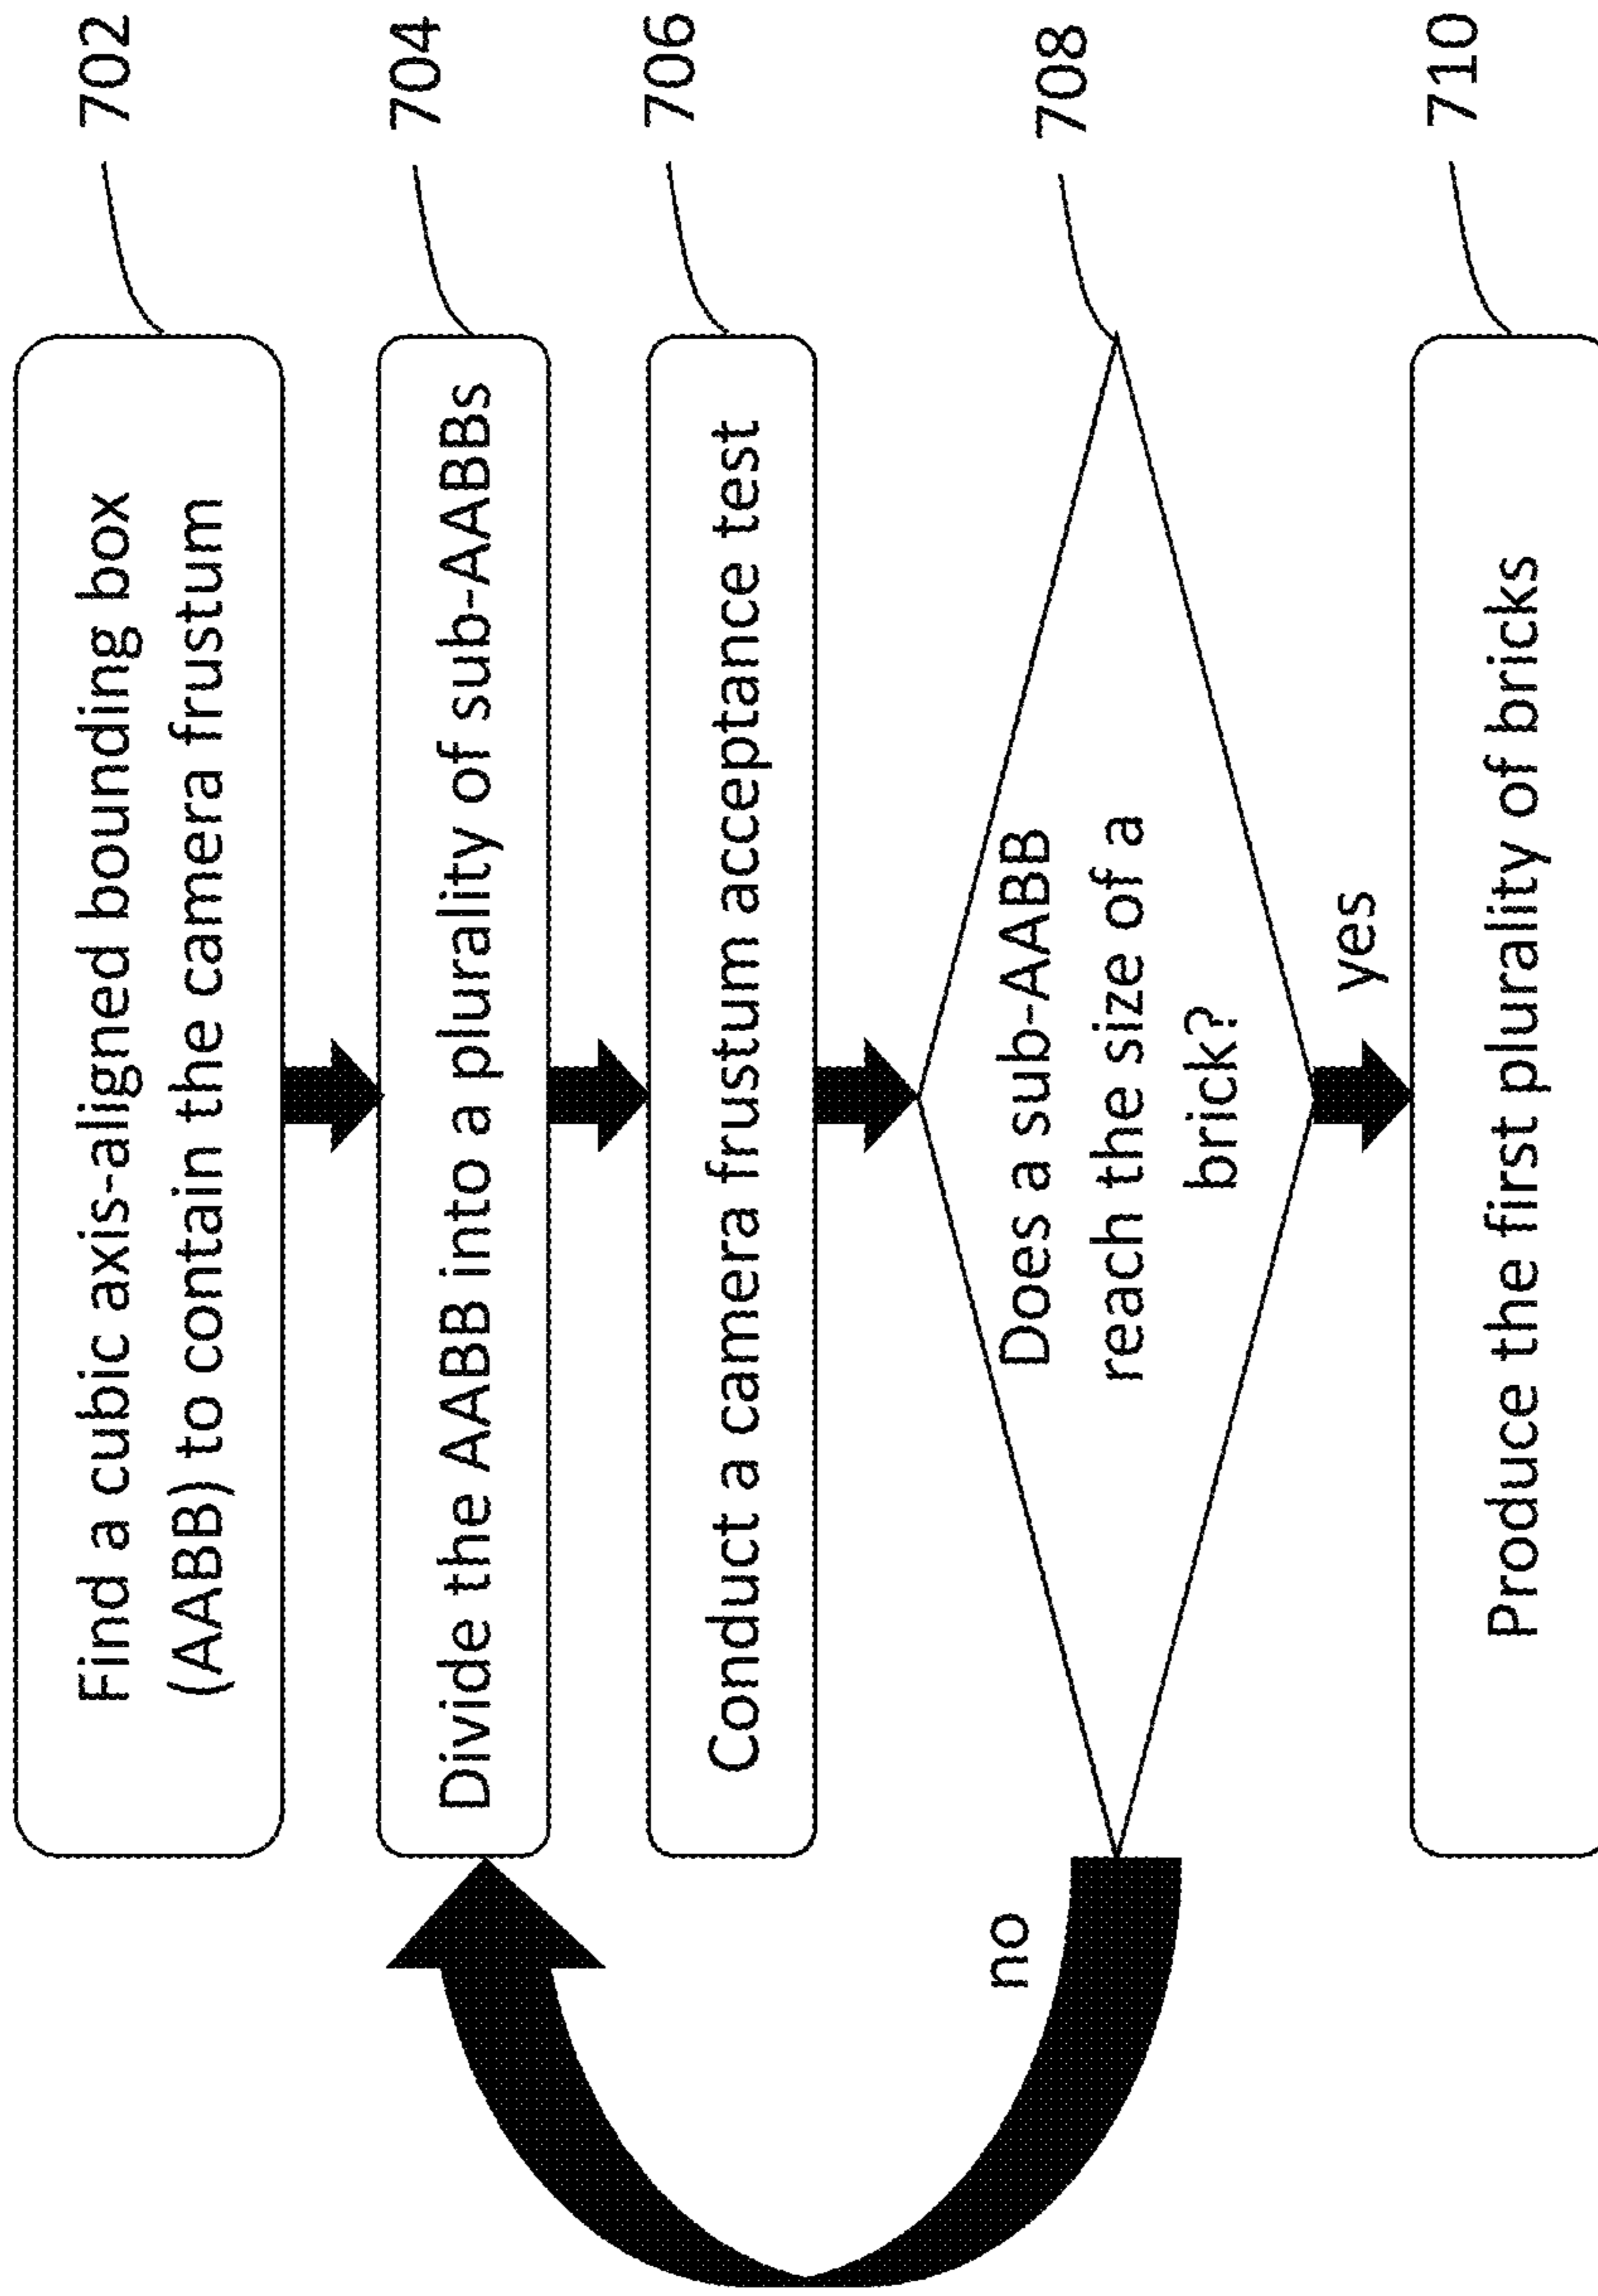 Find a cubic axis-aligned bounding box
(AABB) to contain the camera frustum
702
Divide the AABB into a plurality of sub-AABBs
704
Conduct a camera frustum acceptance test
706
Does a sub-AABB
reach the size of a
brick?
708
no
yes
Produce the first plurality of bricks
710